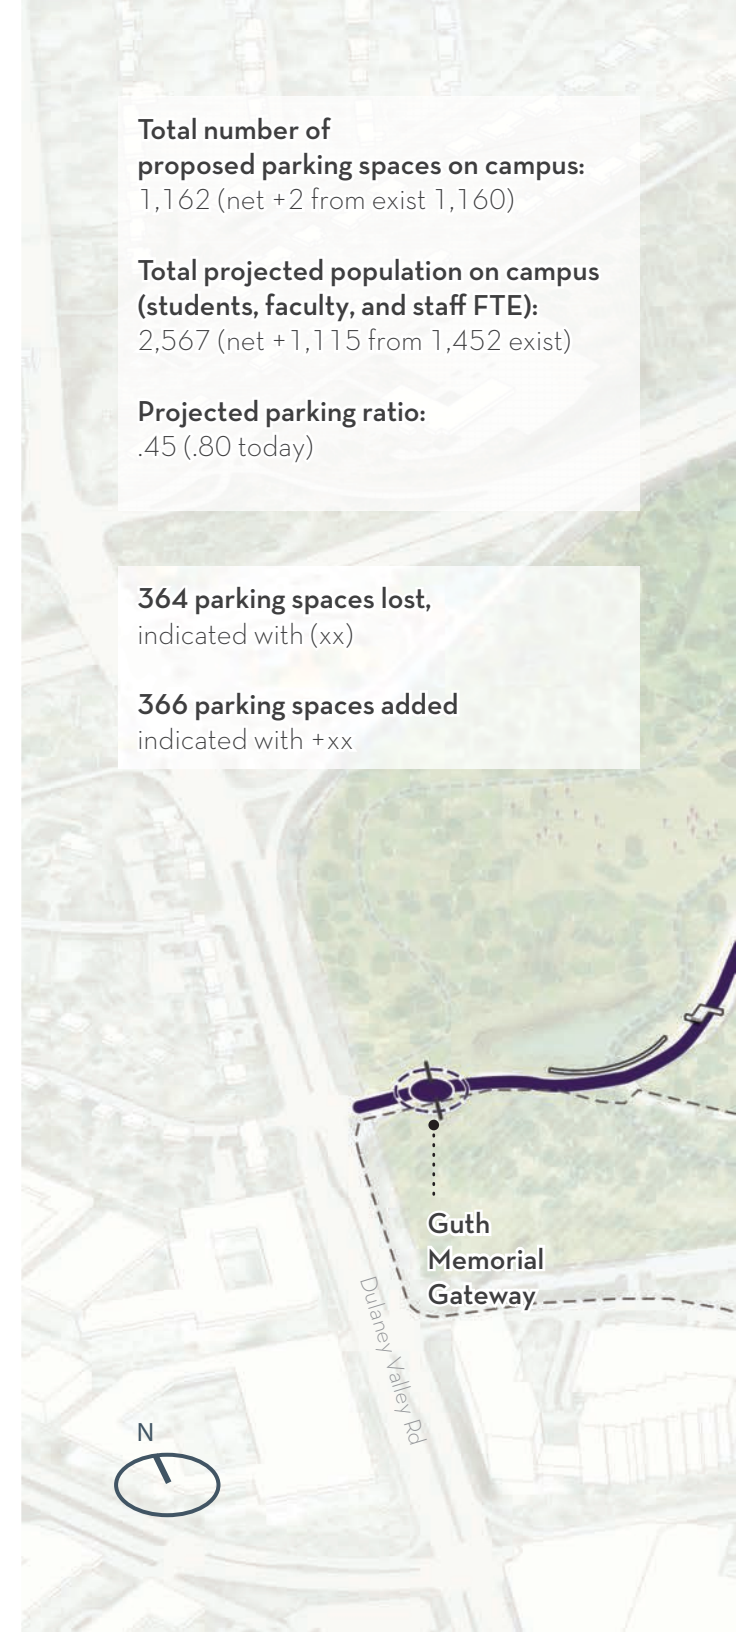 Total number of
proposed parking spaces on campus:
1,162 (net +2 from exist 1,160)
Total projected population on campus
(students, faculty, and staff FTE):
2,567 (net +1,115 from 1,452 exist)
Projected parking ratio:
.45 (.80 today)
364 parking spaces lost,
indicated with (xx)
366 parking spaces added
indicated with +xx
Guth
Memorial
Gateway
Dulaney Valley Rd
N